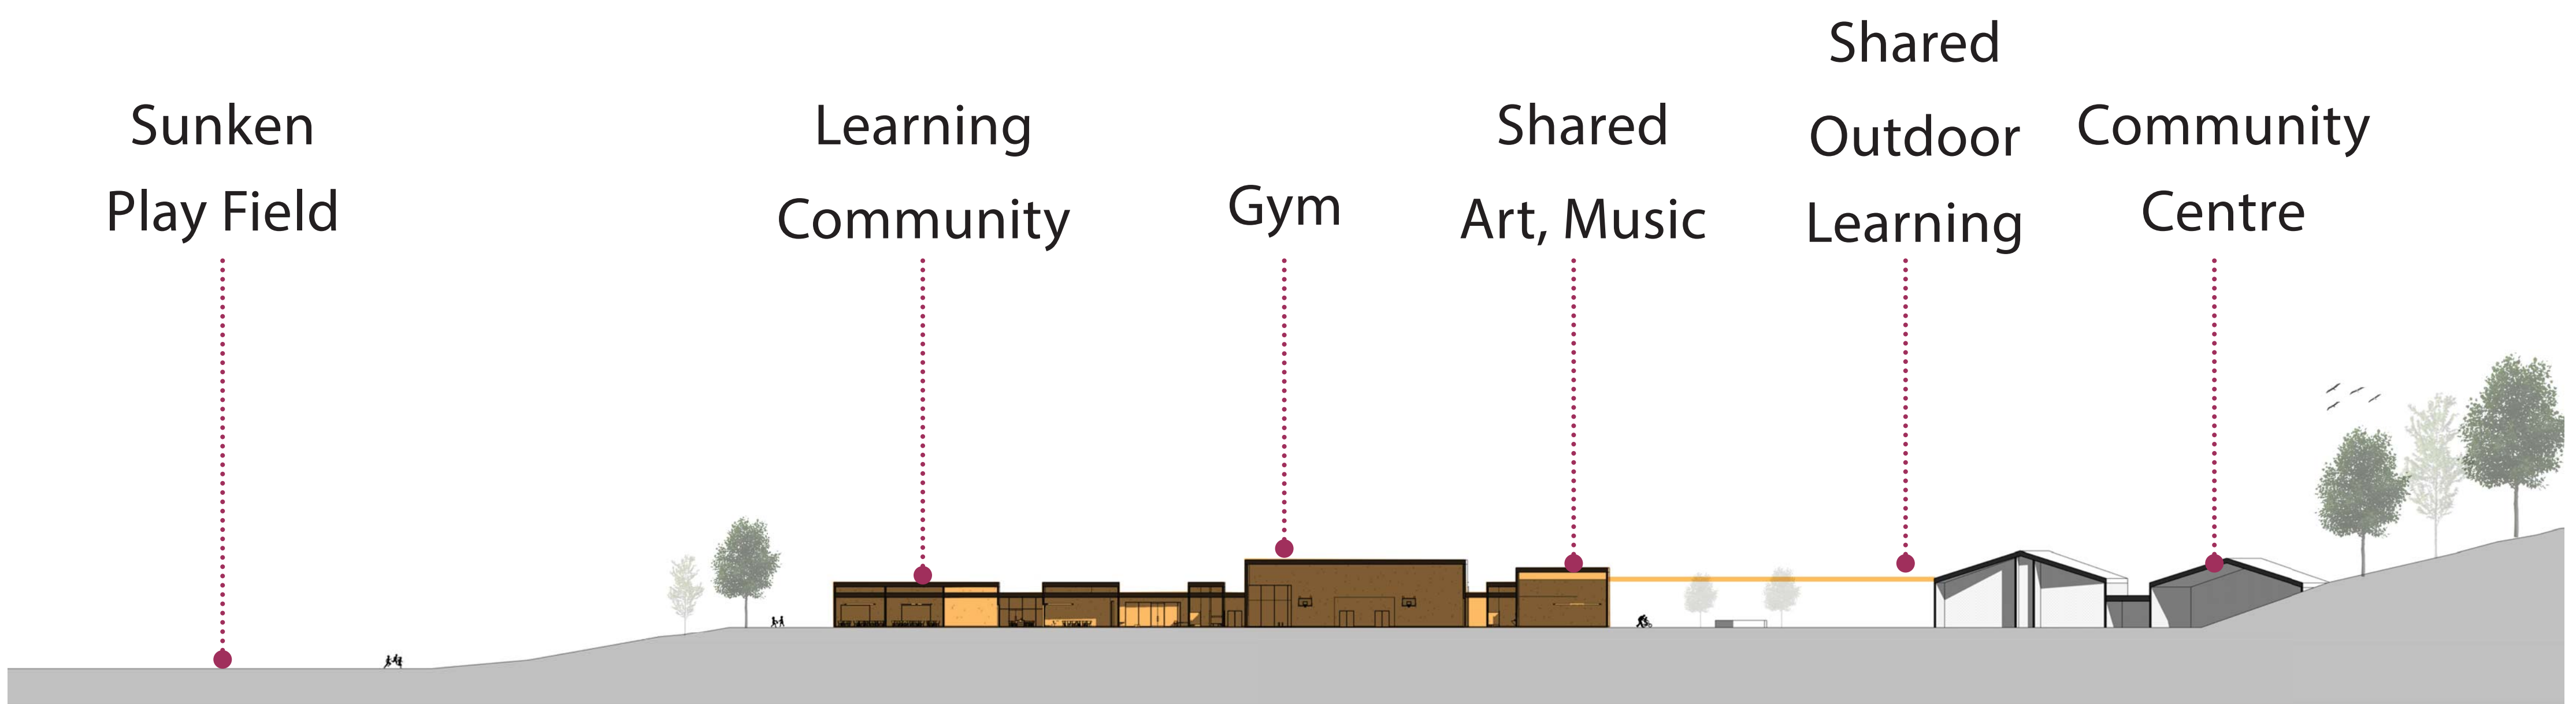 Sunken
Play Field
Learning
Community
Gym
Shared
Art, Music
Shared
Outdoor
Learning
Community
Centre